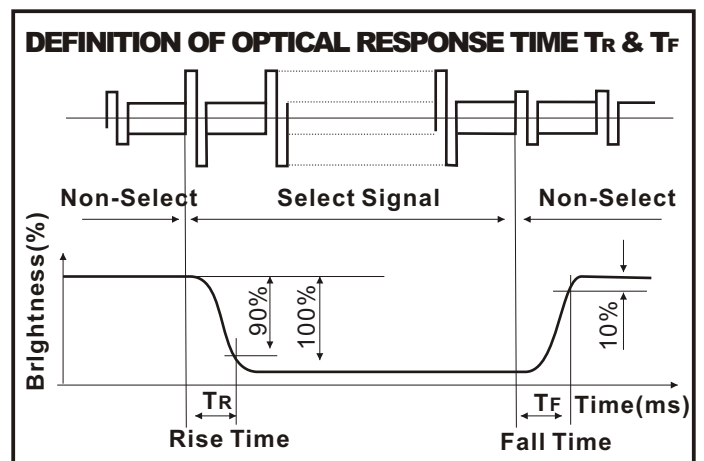 DEFINITION OF OPTICAL RESPONSE TIME TR & TF
Non-Select Select Signal Non-Select
Brightness(%)
90%
100%
10%
TR TF Time(ms)
Rise Time Fall Time